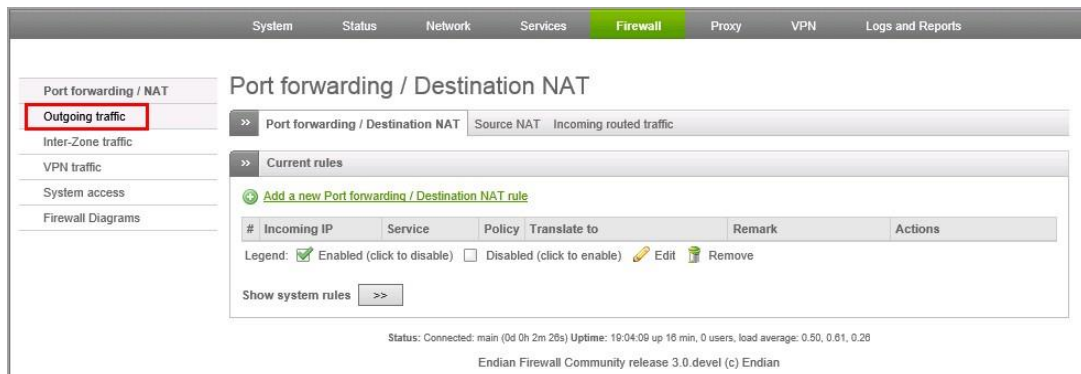 System Status Network Services Firewall Proxy VPN Logs and Reports
Port forwarding / NAT
Outgoing traffic
Inter-Zone traffic
VPN traffic
System access
Firewall Diagrams
Port forwarding / Destination NAT
>> Port forwarding / Destination NAT Source NAT Incoming routed traffic
>> Current rules
Add a new Port forwarding / Destination NAT rule
# Incoming IP Service Policy Translate to Remark Actions
Legend: Enabled (click to disable) Disabled (click to enable) Edit Remove
Show system rules >>
Status: Connected: main (0d 0h 2m 26s) Uptime: 19:04:09 up 16 min, 0 users, load average: 0.50, 0.61, 0.26
Endian Firewall Community release 3.0.devel (c) Endian